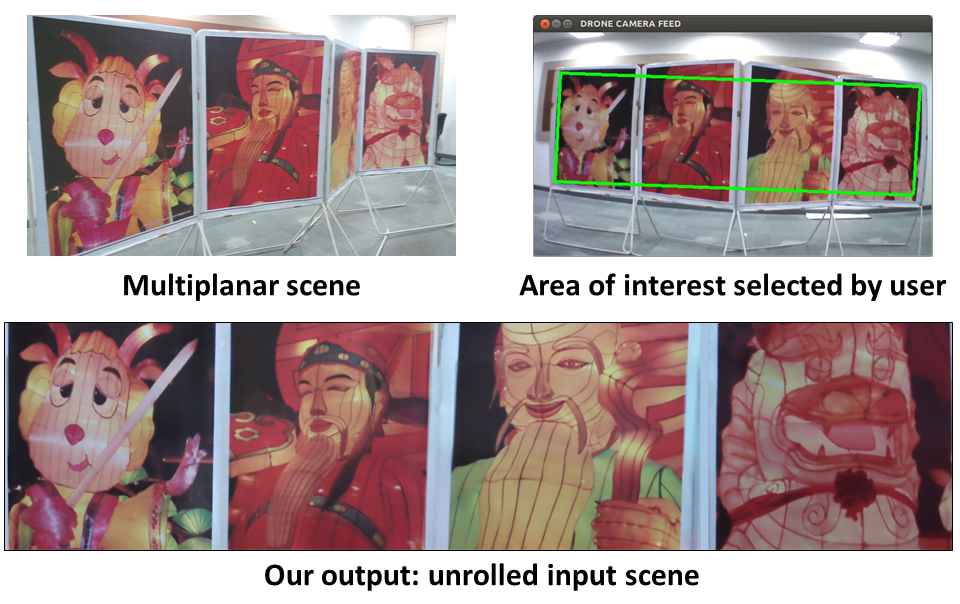 DRONE CAMERA FEED
Multiplanar scene
Area of interest selected by user
Our output: unrolled input scene